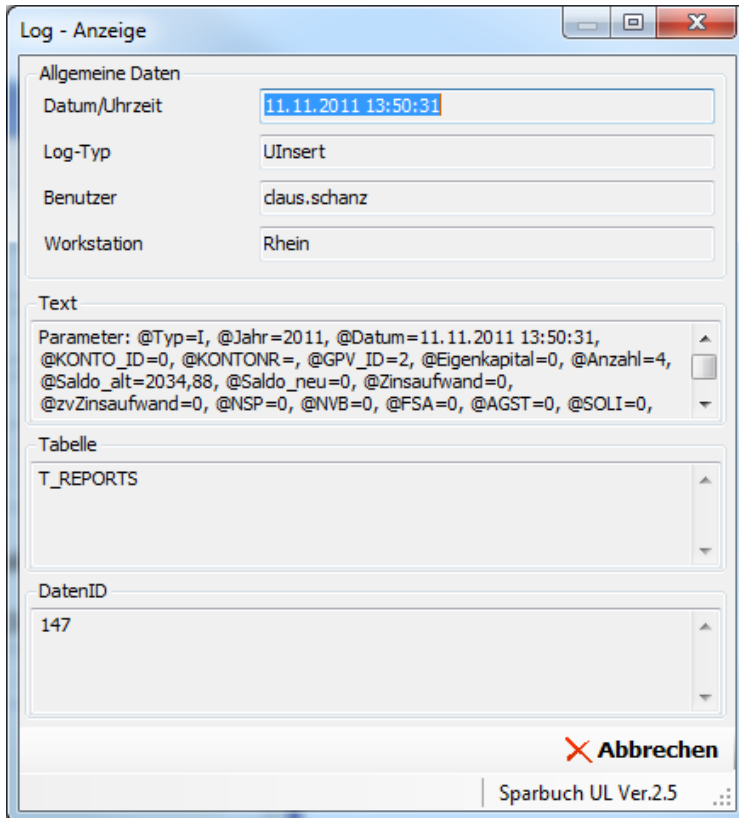 Log - Anzeige
Allgemeine Daten
Datum/Uhrzeit 11.11.2011 13:50:31
Log-Typ UInsert
Benutzer claus.schanz
Workstation Rhein
Text
Parameter: @Typ=I, @Jahr=2011, @Datum=11.11.2011 13:50:31,
@KONTO_ID=0, @KONTONR=, @GPV_ID=2, @Eigenkapital=0, @Anzahl=4,
@Saldo_alt=2034,88, @Saldo_neu=0, @Zinsaufwand=0,
@zvZinsaufwand=0, @NSP=0, @NVB=0, @FSA=0, @AGST=0, @SOLI=0,
Tabelle
T_REPORTS
DatenID
147
Abbrechen
Sparbuch UL Ver.2.5